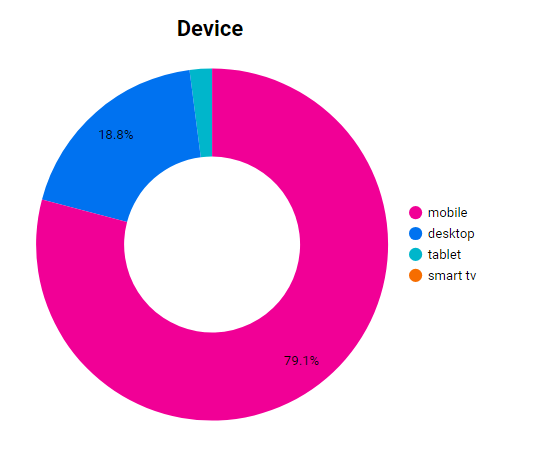 Device
18.8%
79.1%
mobile
desktop
tablet
smart tv